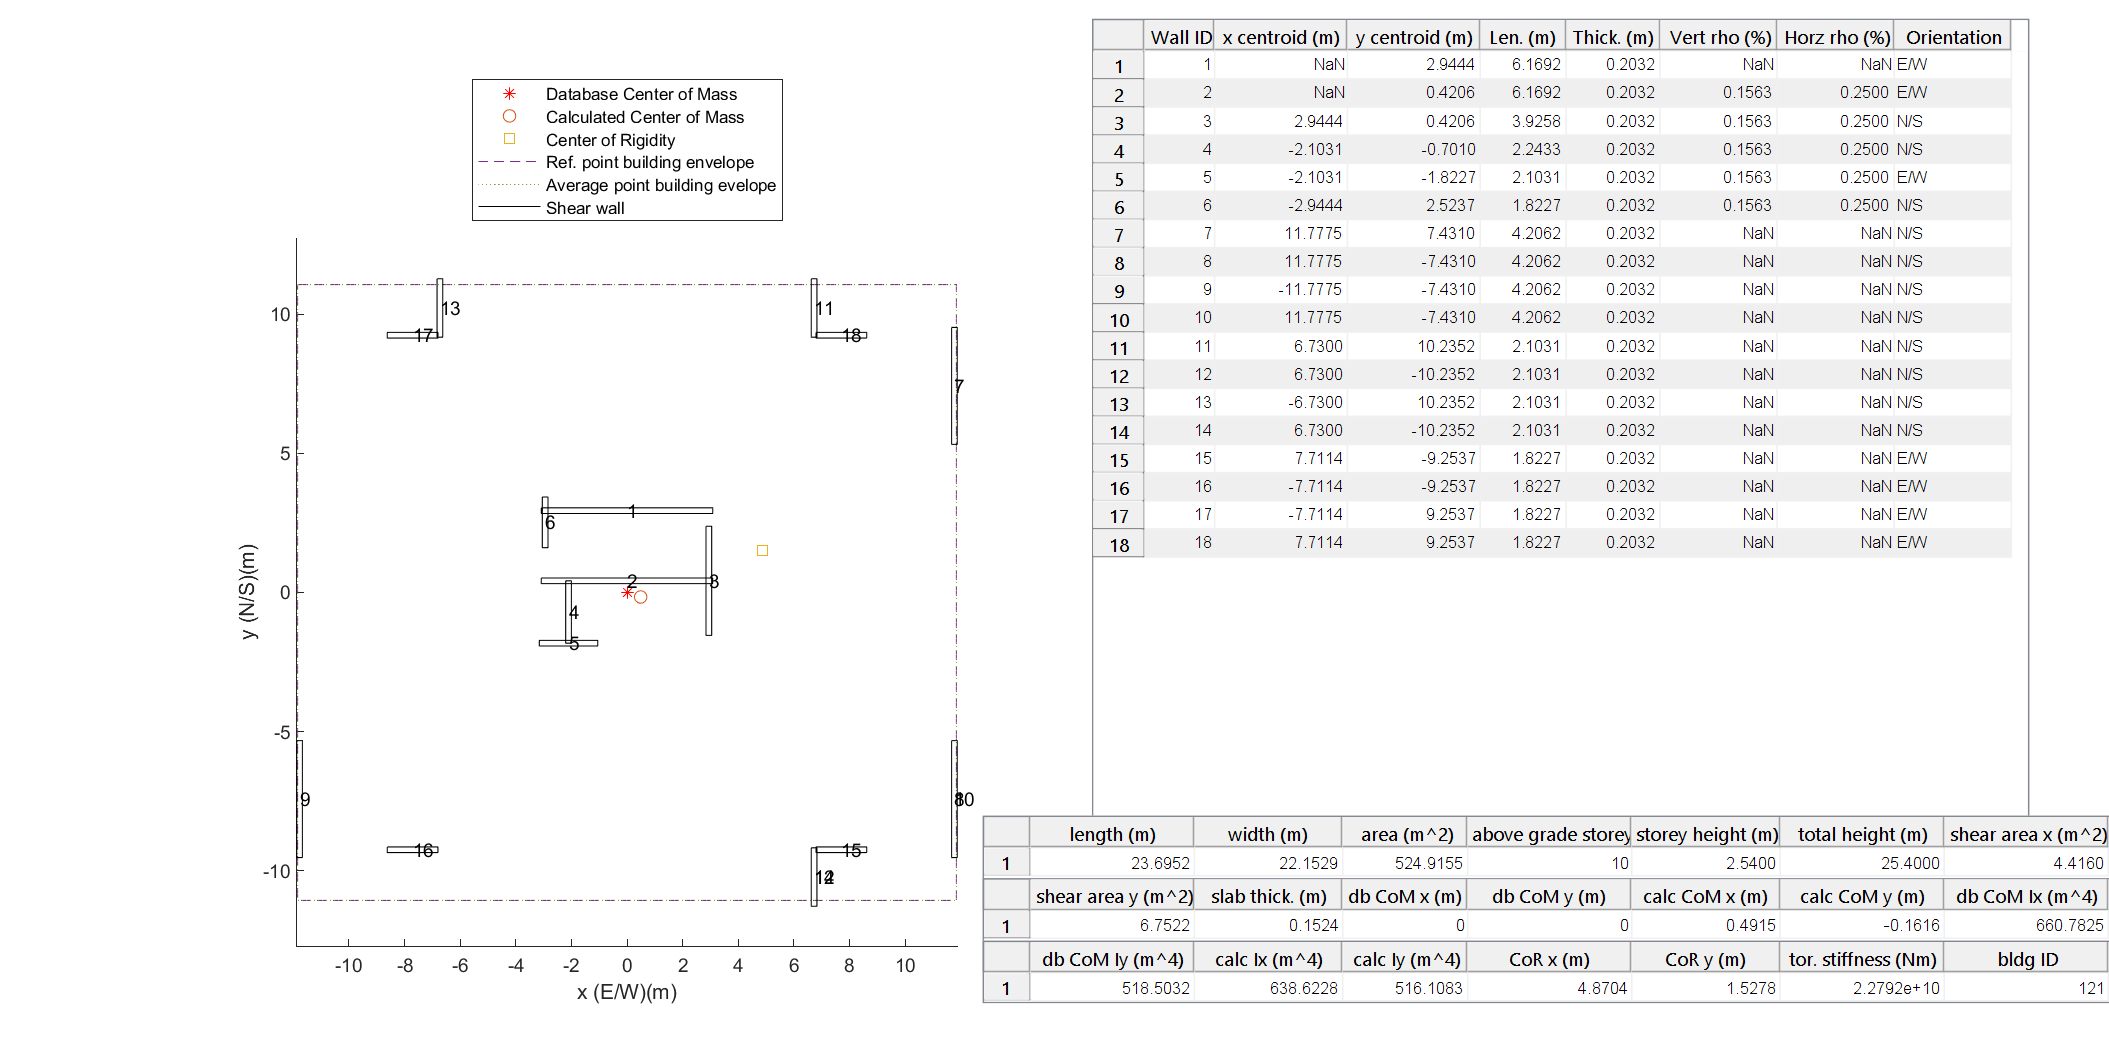 Database Center of Mass
Calculated Center of Mass
Center of Rigidity
Ref. point building envelope
Average point building evelope
Shear wall
y (N/S)(m)
10
5
0
-5
-10
-10 -8 -6 -4 -2 0 2 4 6 8 10
x (E/W)(m)
13
11
17
18
7
6
1
2
3
4
5
9
10
16
15
Wall ID x centroid (m) y centroid (m) Len. (m) Thick. (m) Vert rho (%) Horz rho (%) Orientation
1 1 NaN 2.9444 6.1692 0.2032 NaN NaN E/W
2 2 NaN 0.4206 6.1692 0.2032 0.1563 0.2500 E/W
3 3 2.9444 0.4206 3.9258 0.2032 0.1563 0.2500 N/S
4 4 -2.1031 -0.7010 2.2433 0.2032 0.1563 0.2500 N/S
5 5 -2.1031 -1.8227 2.1031 0.2032 0.1563 0.2500 E/W
6 6 -2.9444 2.5237 1.8227 0.2032 0.1563 0.2500 N/S
7 7 11.7775 7.4310 4.2062 0.2032 NaN NaN N/S
8 8 11.7775 -7.4310 4.2062 0.2032 NaN NaN N/S
9 9 -11.7775 -7.4310 4.2062 0.2032 NaN NaN N/S
10 10 11.7775 -7.4310 4.2062 0.2032 NaN NaN N/S
11 11 6.7300 10.2352 2.1031 0.2032 NaN NaN N/S
12 12 6.7300 -10.2352 2.1031 0.2032 NaN NaN N/S
13 13 -6.7300 10.2352 2.1031 0.2032 NaN NaN N/S
14 14 6.7300 -10.2352 2.1031 0.2032 NaN NaN N/S
15 15 7.7114 -9.2537 1.8227 0.2032 NaN NaN E/W
16 16 -7.7114 -9.2537 1.8227 0.2032 NaN NaN E/W
17 17 -7.7114 9.2537 1.8227 0.2032 NaN NaN E/W
18 18 7.7114 9.2537 1.8227 0.2032 NaN NaN E/W
length (m) width (m) area (m^2) above grade storey storey height (m) total height (m) shear area x (m^2)
1 23.6952 22.1529 524.9155 10 2.5400 25.4000 4.4160
shear area y (m^2) slab thick. (m) db CoM x (m) db CoM y (m) calc CoM x (m) calc CoM y (m) db CoM Ix (m^4)
1 6.7522 0.1524 0 0 0.4915 -0.1616 660.7825
db CoM Iy (m^4) calc Ix (m^4) calc Iy (m^4) CoR x (m) CoR y (m) tor. stiffness (Nm) bldg ID
1 518.5032 638.6228 516.1083 4.8704 1.5278 2.2792e+10 121